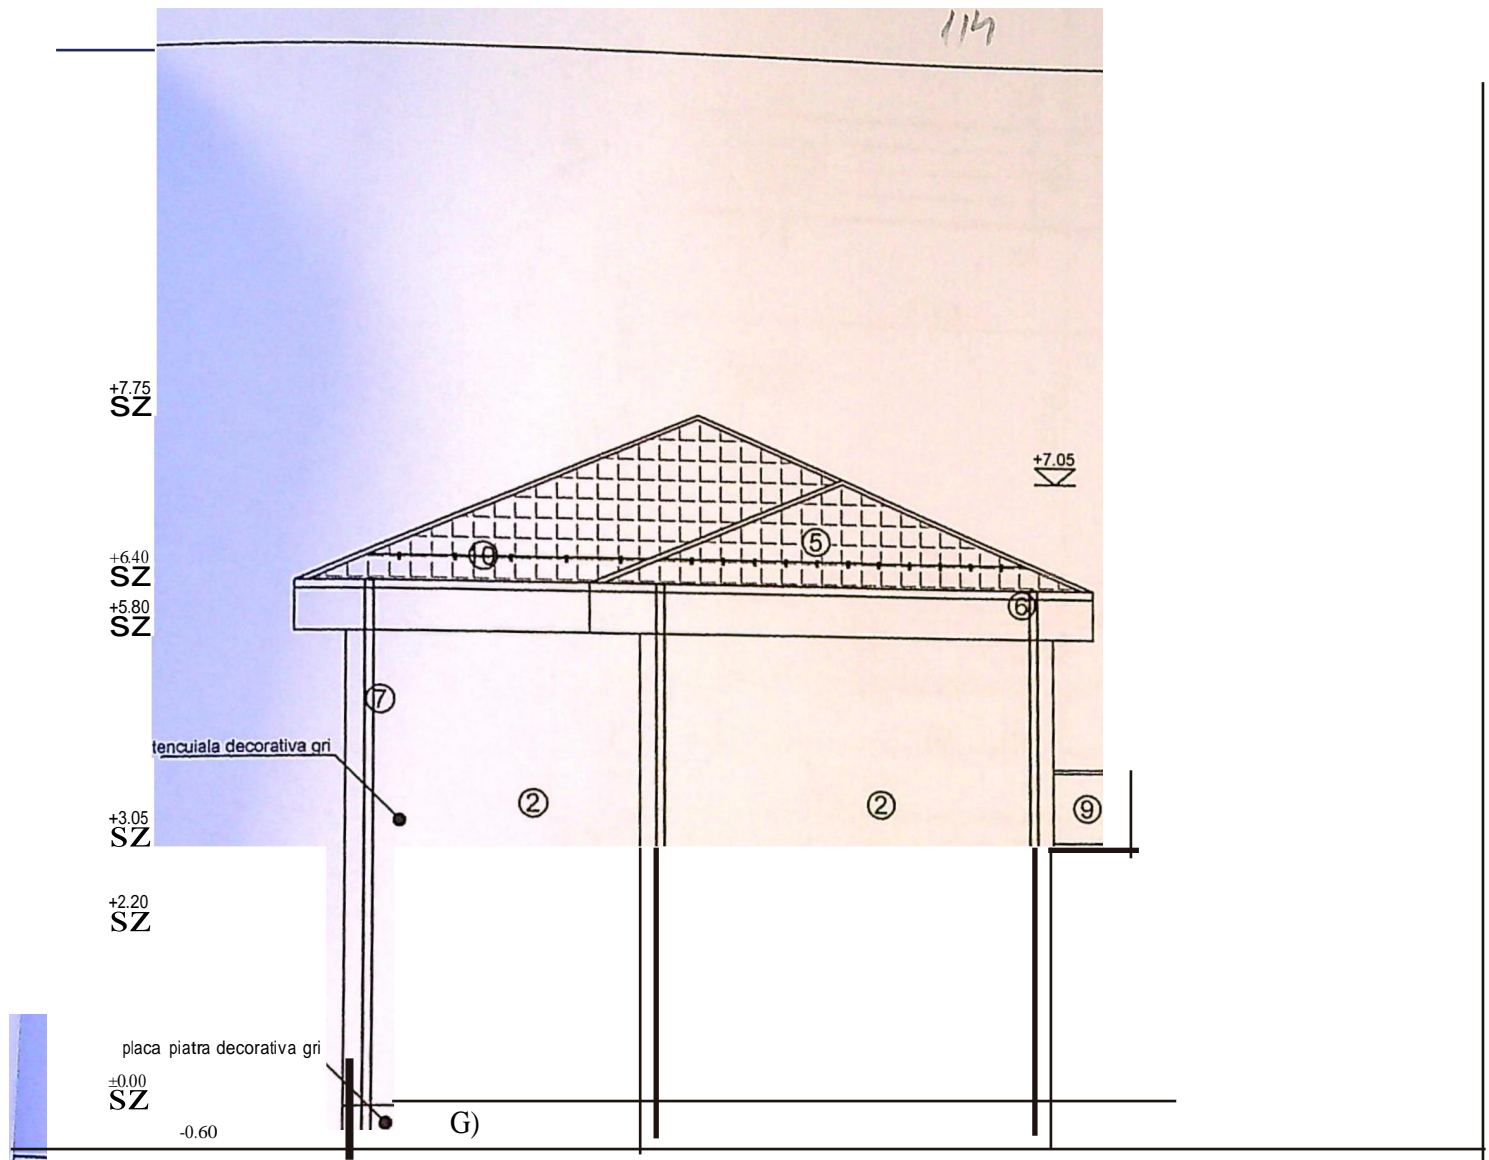 114
+7.75
SZ
+7.05
+6.40
SZ
10
5
+5.80
SZ
6
7
tencuiala decorativa gri
2
2
9
+3.05
SZ
+2.20
SZ
placa piatra decorativa gri
±0.00
SZ
G)
-0.60